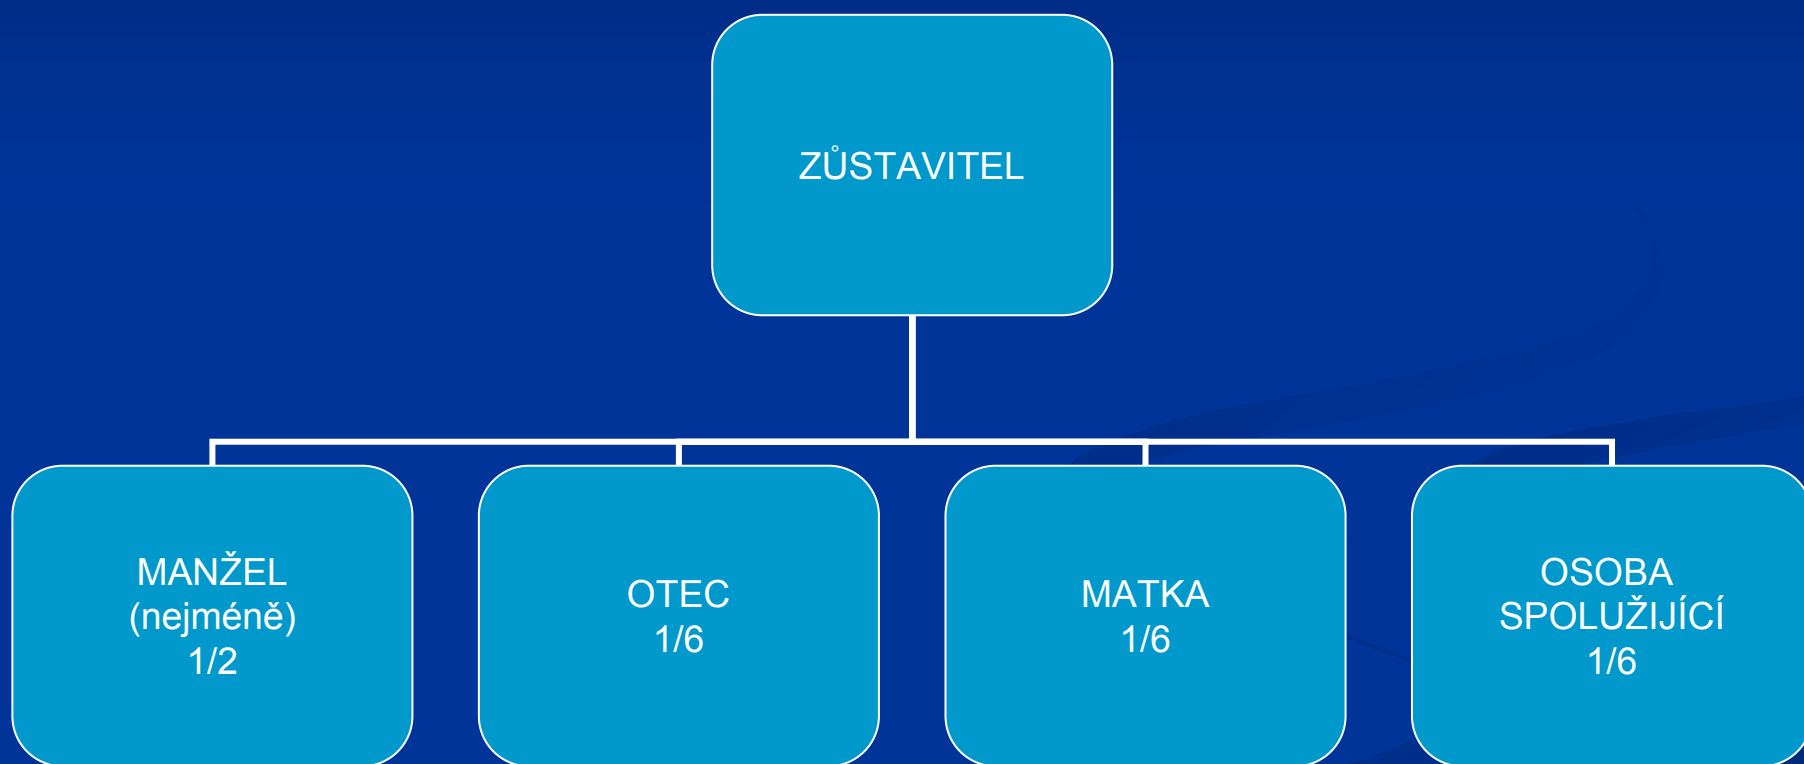 ZŮSTAVITEL
MANŽEL
(nejméně)
1/2
OTEC
1/6
MATKA
1/6
OSOBA
SPOLUŽIJÍCÍ
1/6